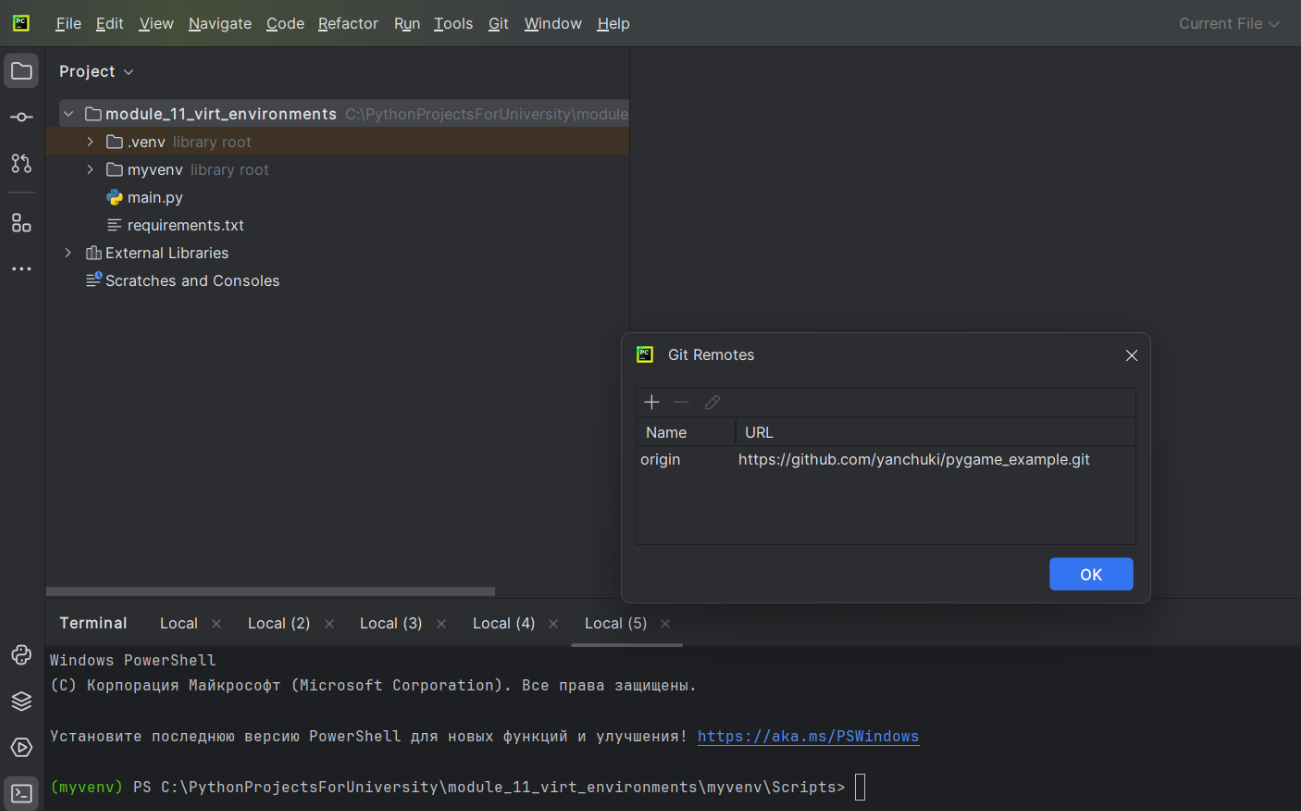 File Edit View Navigate Code Refactor Run Tools Git Window Help Current File
Project
module_11_virt_environments C:\PythonProjectsForUniversity\module
.venv library root
myvenv library root
main.py
requirements.txt
External Libraries
Scratches and Consoles
Git Remotes
Name URL
origin https://github.com/yanchuki/pygame_example.git
OK
Terminal Local Local (2) Local (3) Local (4) Local (5)
Windows PowerShell
(C) Корпорация Майкрософт (Microsoft Corporation). Все права защищены.
Установите последнюю версию PowerShell для новых функций и улучшения! https://aka.ms/PSWindows
(myvenv) PS C:\PythonProjectsForUniversity\module_11_virt_environments\myvenv\Scripts>